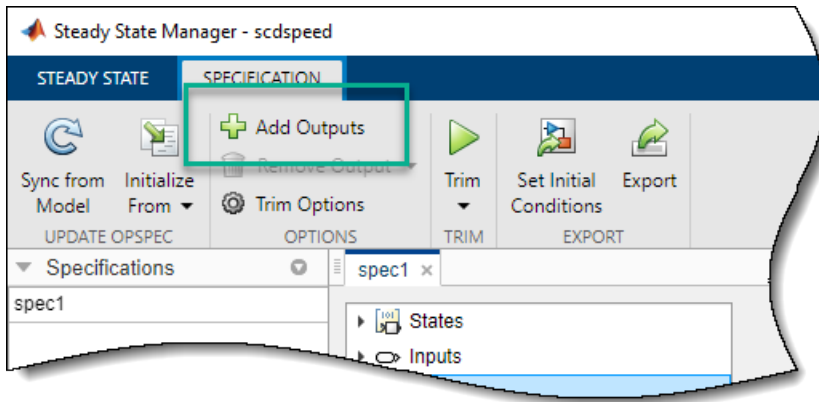 Steady State Manager - scdspeed
STEADY STATE
SPECIFICATION
Sync from
Model
Initialize
From
Add Outputs
Remove Output
Trim Options
Trim
Set Initial
Conditions
Export
UPDATE OPSPEC
OPTIONS
TRIM
EXPORT
Specifications
spec1
spec1
States
Inputs